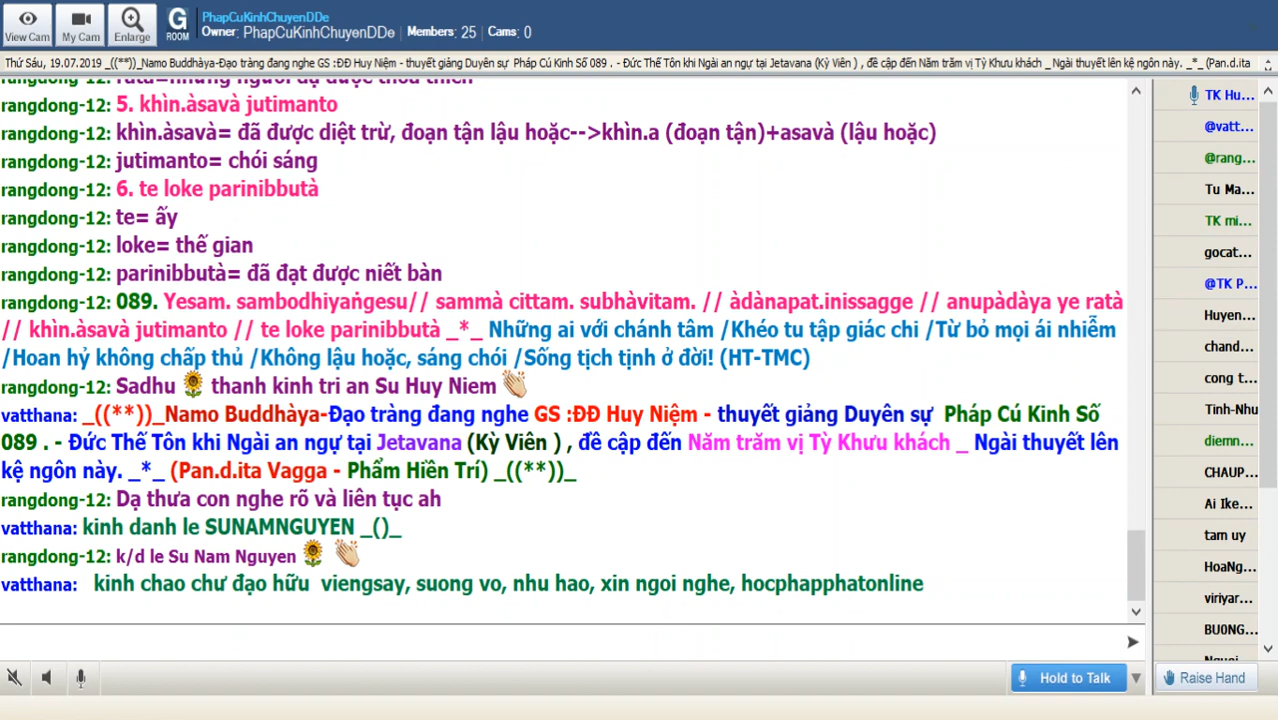 View Cam
My Cam
Enlarge
G
ROOM
PhapCuKinhChuyenDDe
Owner: PhapCuKinhChuyenDDe Members: 25 Cams: 0
Thứ Sáu, 19.07.2019 _((**))_Namo Buddhàya-Đạo tràng đang nghe GS :ĐĐ Huy Niệm - thuyết giảng Duyên sự Pháp Cú Kinh Số 089 . - Đức Thế Tôn khi Ngài an ngự tại Jetavana (Kỳ Viên ) , đề cập đến Năm trăm vị Tỳ Khưu khách _ Ngài thuyết lên kệ ngôn này. _*_ (Pan.d.ita
rangdong-12: 5. khìn.àsavà jutimanto
rangdong-12: khìn.àsavà= đã được diệt trừ, đoạn tận lậu hoặc-->khìn.a (đoạn tận)+asavà (lậu hoặc)
rangdong-12: jutimanto= chói sáng
rangdong-12: 6. te loke parinibbutà
rangdong-12: te= ấy
rangdong-12: loke= thế gian
rangdong-12: parinibbutà= đã đạt được niết bàn
rangdong-12: 089. Yesam. sambodhiyaṅgesu// sammà cittam. subhàvitam. // àdànapat.inissagge // anupàdàya ye ratà
// khìn.àsavà jutimanto // te loke parinibbutà _*_ Những ai với chánh tâm /Khéo tu tập giác chi /Từ bỏ mọi ái nhiễm
/Hoan hỷ không chấp thủ /Không lậu hoặc, sáng chói /Sống tịch tịnh ở đời! (HT-TMC)
rangdong-12: Sadhu thanh kinh tri an Su Huy Niem
vatthana: _((**))_Namo Buddhàya-Đạo tràng đang nghe GS :ĐĐ Huy Niệm - thuyết giảng Duyên sự Pháp Cú Kinh Số
089 . - Đức Thế Tôn khi Ngài an ngự tại Jetavana (Kỳ Viên ) , đề cập đến Năm trăm vị Tỳ Khưu khách _ Ngài thuyết lên
kệ ngôn này. _*_ (Pan.d.ita Vagga - Phẩm Hiền Trí) _((**))_
rangdong-12: Dạ thưa con nghe rõ và liên tục ah
vatthana: kinh danh le SUNAMNGUYEN _()_
rangdong-12: k/d le Su Nam Nguyen
vatthana: kinh chao chư đạo hữu viengsay, suong vo, nhu hao, xin ngoi nghe, hocphapphatonline
TK Hu...
@vatt...
@rang...
Tu Ma...
TK mi...
gocat...
@TK P...
Huyen...
chand...
cong t...
Tinh-Nhu
diemn...
CHAUP...
Ai Ike...
tam uy
HoaNg...
viriyar...
BU0NG...
Hold to Talk
Raise Hand